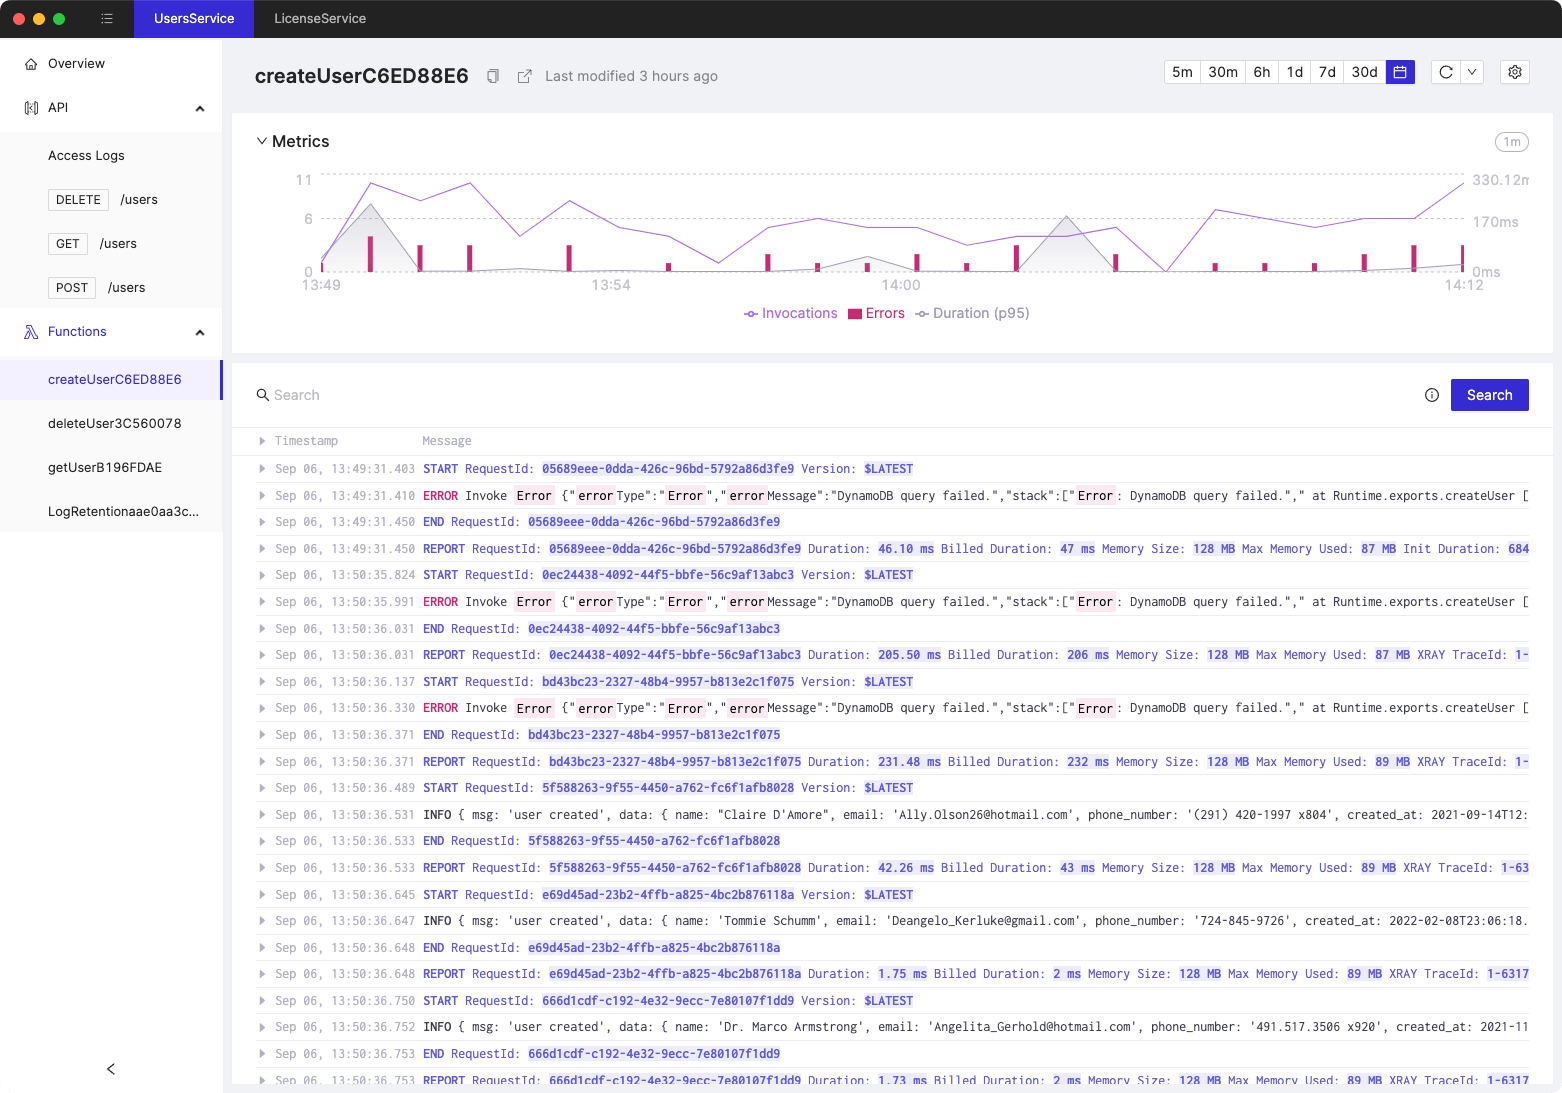 UsersService
LicenseService
Overview
API
Access Logs
DELETE /users
GET /users
POST /users
Functions
createUserC6ED88E6
deleteUser3C560078
getUserB196FDAE
LogRetentionaae0aa3c...
createUserC6ED88E6 Last modified 3 hours ago
5m 30m 6h 1d 7d 30d
Metrics
1m
11 330.12m
6 170ms
0 0ms
13:49 13:54 14:00 14:12
Invocations Errors Duration (p95)
Search
Search
Timestamp Message
Sep 06, 13:49:31.403 START RequestId: 05689eee-0dda-426c-96bd-5792a86d3fe9 Version: $LATEST
Sep 06, 13:49:31.410 ERROR Invoke Error {"errorType":"Error","errorMessage":"DynamoDB query failed.","stack":["Error: DynamoDB query failed."," at Runtime.exports.createUser [
Sep 06, 13:49:31.450 END RequestId: 05689eee-0dda-426c-96bd-5792a86d3fe9
Sep 06, 13:49:31.450 REPORT RequestId: 05689eee-0dda-426c-96bd-5792a86d3fe9 Duration: 46.10 ms Billed Duration: 47 ms Memory Size: 128 MB Max Memory Used: 87 MB Init Duration: 684
Sep 06, 13:50:35.824 START RequestId: 0ec24438-4092-44f5-bbfe-56c9af13abc3 Version: $LATEST
Sep 06, 13:50:35.991 ERROR Invoke Error {"errorType":"Error","errorMessage":"DynamoDB query failed.","stack":["Error: DynamoDB query failed."," at Runtime.exports.createUser [
Sep 06, 13:50:36.031 END RequestId: 0ec24438-4092-44f5-bbfe-56c9af13abc3
Sep 06, 13:50:36.031 REPORT RequestId: 0ec24438-4092-44f5-bbfe-56c9af13abc3 Duration: 205.50 ms Billed Duration: 206 ms Memory Size: 128 MB Max Memory Used: 87 MB XRAY TraceId: 1-
Sep 06, 13:50:36.137 START RequestId: bd43bc23-2327-48b4-9957-b813e2c1f075 Version: $LATEST
Sep 06, 13:50:36.330 ERROR Invoke Error {"errorType":"Error","errorMessage":"DynamoDB query failed.","stack":["Error: DynamoDB query failed."," at Runtime.exports.createUser [
Sep 06, 13:50:36.371 END RequestId: bd43bc23-2327-48b4-9957-b813e2c1f075
Sep 06, 13:50:36.371 REPORT RequestId: bd43bc23-2327-48b4-9957-b813e2c1f075 Duration: 231.48 ms Billed Duration: 232 ms Memory Size: 128 MB Max Memory Used: 89 MB XRAY TraceId: 1-
Sep 06, 13:50:36.489 START RequestId: 5f588263-9f55-4450-a762-fc6f1afb8028 Version: $LATEST
Sep 06, 13:50:36.531 INFO { msg: 'user created', data: { name: "Claire D'Amore", email: 'Ally.Olson26@hotmail.com', phone_number: '(291) 420-1997 x804', created_at: 2021-09-14T12:
Sep 06, 13:50:36.533 END RequestId: 5f588263-9f55-4450-a762-fc6f1afb8028
Sep 06, 13:50:36.533 REPORT RequestId: 5f588263-9f55-4450-a762-fc6f1afb8028 Duration: 42.26 ms Billed Duration: 43 ms Memory Size: 128 MB Max Memory Used: 89 MB XRAY TraceId: 1-63
Sep 06, 13:50:36.645 START RequestId: e69d45ad-23b2-4ffb-a825-4bc2b876118a Version: $LATEST
Sep 06, 13:50:36.647 INFO { msg: 'user created', data: { name: 'Tommie Schumm', email: 'Deangelo_Kerluke@gmail.com', phone_number: '724-845-9726', created_at: 2022-02-08T23:06:18.
Sep 06, 13:50:36.648 END RequestId: e69d45ad-23b2-4ffb-a825-4bc2b876118a
Sep 06, 13:50:36.648 REPORT RequestId: e69d45ad-23b2-4ffb-a825-4bc2b876118a Duration: 1.75 ms Billed Duration: 2 ms Memory Size: 128 MB Max Memory Used: 89 MB XRAY TraceId: 1-6317
Sep 06, 13:50:36.750 START RequestId: 666d1cdf-c192-4e32-9ecc-7e80107f1dd9 Version: $LATEST
Sep 06, 13:50:36.752 INFO { msg: 'user created', data: { name: 'Dr. Marco Armstrong', email: 'Angelita_Gerhold@hotmail.com', phone_number: '491.517.3506 x920', created_at: 2021-11
Sep 06, 13:50:36.753 END RequestId: 666d1cdf-c192-4e32-9ecc-7e80107f1dd9
Sep 06, 13:50:36.753 REPORT RequestId: 666d1cdf-c192-4e32-9ecc-7e80107f1dd9 Duration: 1.73 ms Billed Duration: 2 ms Memory Size: 128 MB Max Memory Used: 89 MB XRAY TraceId: 1-6317